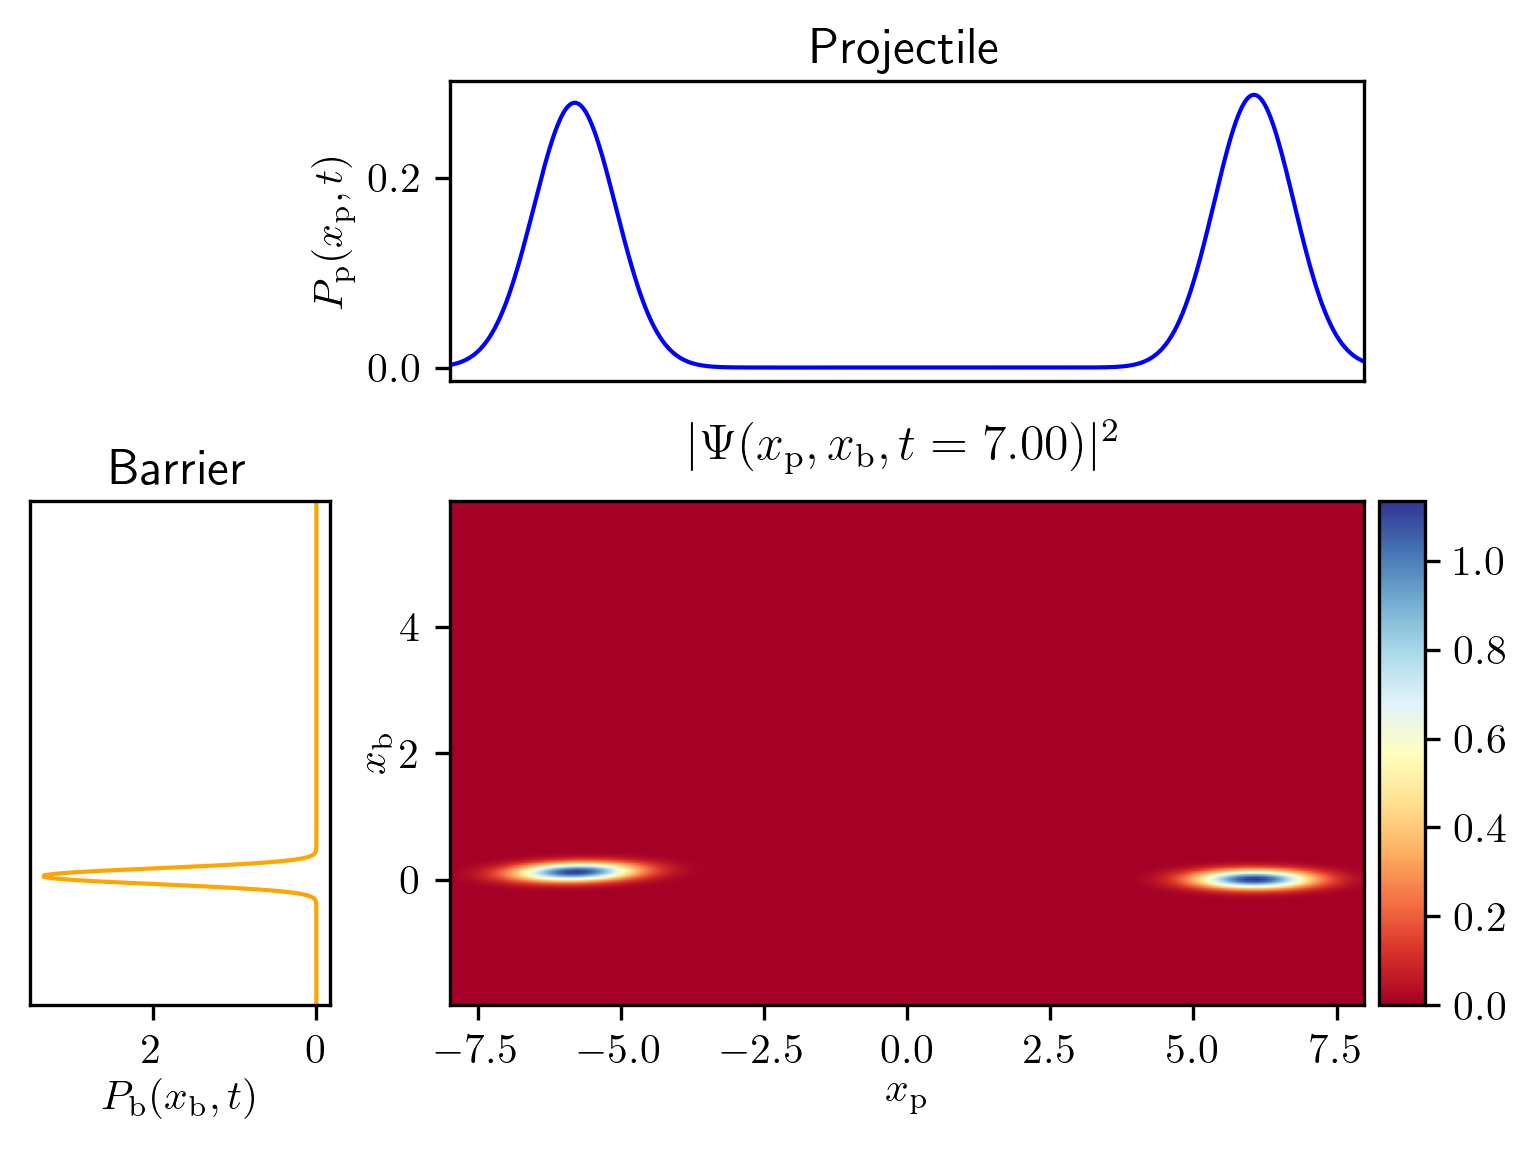 Projectile
P_p(x_p, t)
0.2
0.0
|Ψ(x_p, x_b, t = 7.00)|²
Barrier
2 0
P_b(x_b, t)
x_b
4
2
0
−7.5 −5.0 −2.5 0.0 2.5 5.0 7.5
x_p
1.0
0.8
0.6
0.4
0.2
0.0